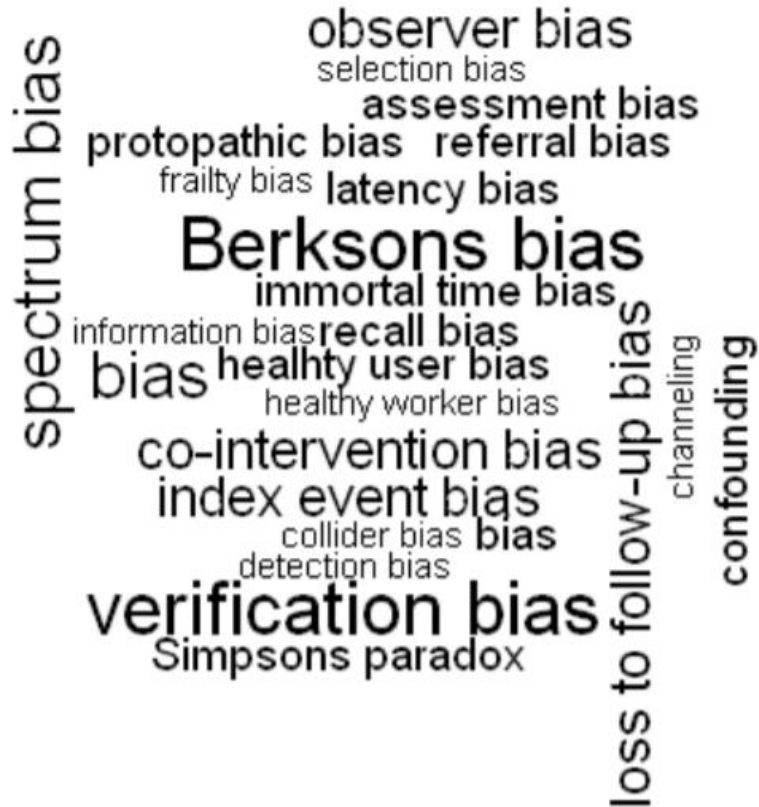 spectrum bias
observer bias
selection bias
assessment bias
protopathic bias referral bias
frailty bias latency bias
Berksons bias
immortal time bias
information bias recall bias
bias healhty user bias
healthy worker bias
co-intervention bias
index event bias
collider bias bias
detection bias
verification bias
Simpsons paradox
loss to follow-up bias
channeling
confounding